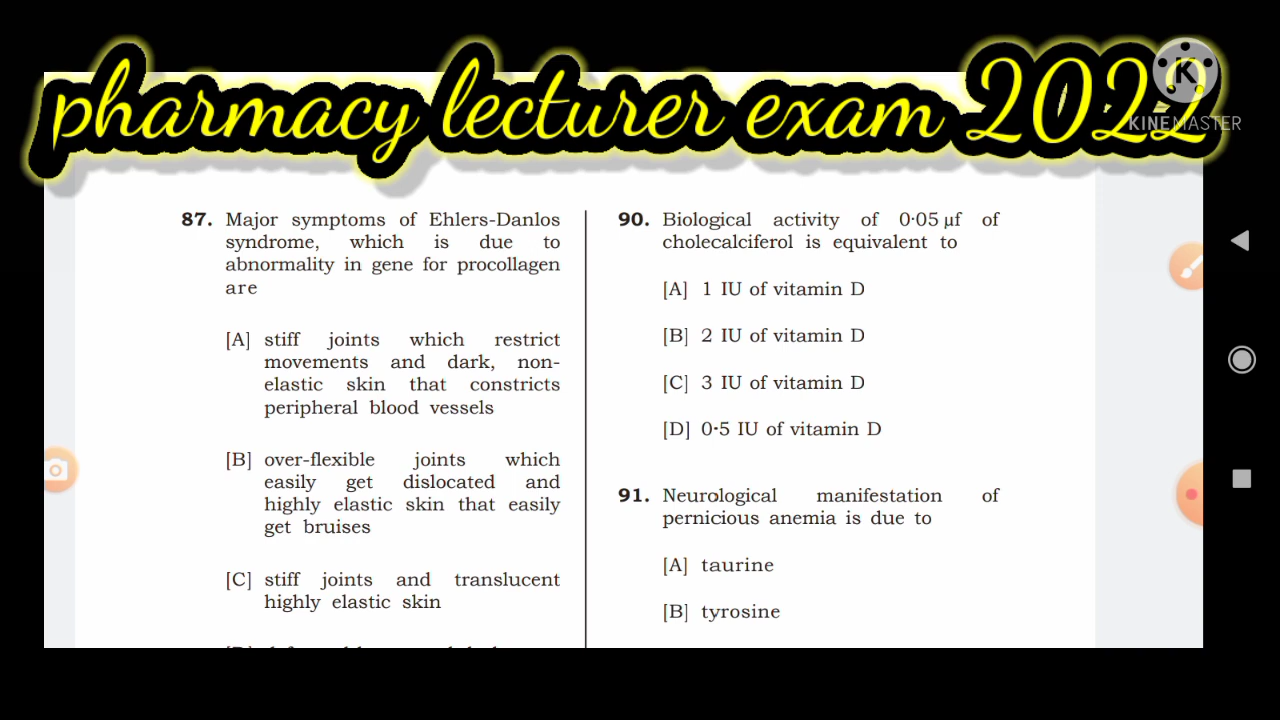 pharmacy lecturer exam 2022
K
KINEMASTER
87. Major symptoms of Ehlers-Danlos
syndrome, which is due to
abnormality in gene for procollagen
are
[A] stiff joints which restrict
movements and dark, non-
elastic skin that constricts
peripheral blood vessels
[B] over-flexible joints which
easily get dislocated and
highly elastic skin that easily
get bruises
[C] stiff joints and translucent
highly elastic skin
90. Biological activity of 0·05 µf of
cholecalciferol is equivalent to
[A] 1 IU of vitamin D
[B] 2 IU of vitamin D
[C] 3 IU of vitamin D
[D] 0·5 IU of vitamin D
91. Neurological manifestation of
pernicious anemia is due to
[A] taurine
[B] tyrosine